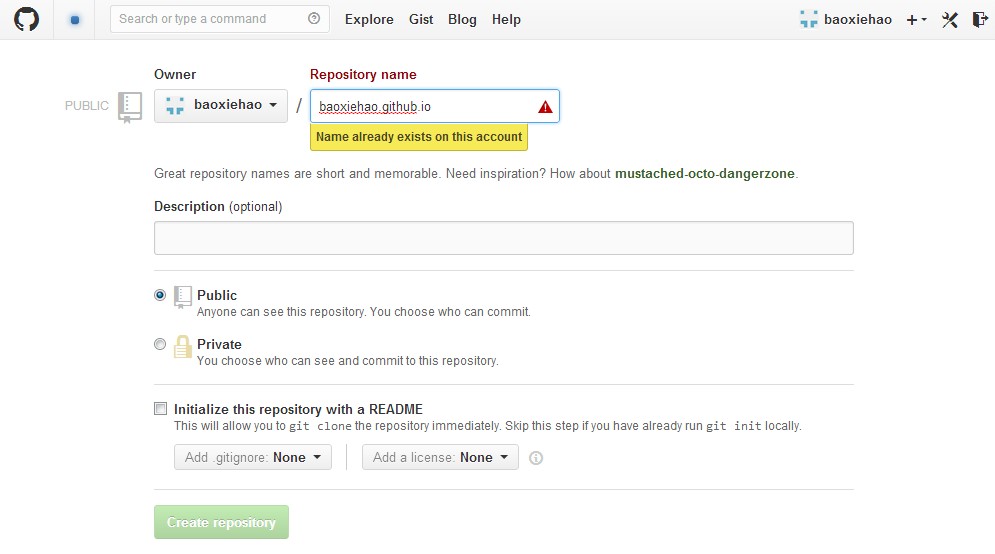 Search or type a command
Explore Gist Blog Help
baoxiehao
Owner
Repository name
PUBLIC
baoxiehao / baoxiehao.github.io
Name already exists on this account
Great repository names are short and memorable. Need inspiration? How about mustached-octo-dangerzone.
Description (optional)
Public
Anyone can see this repository. You choose who can commit.
Private
You choose who can see and commit to this repository.
Initialize this repository with a README
This will allow you to git clone the repository immediately. Skip this step if you have already run git init locally.
Add .gitignore: None
Add a license: None
Create repository